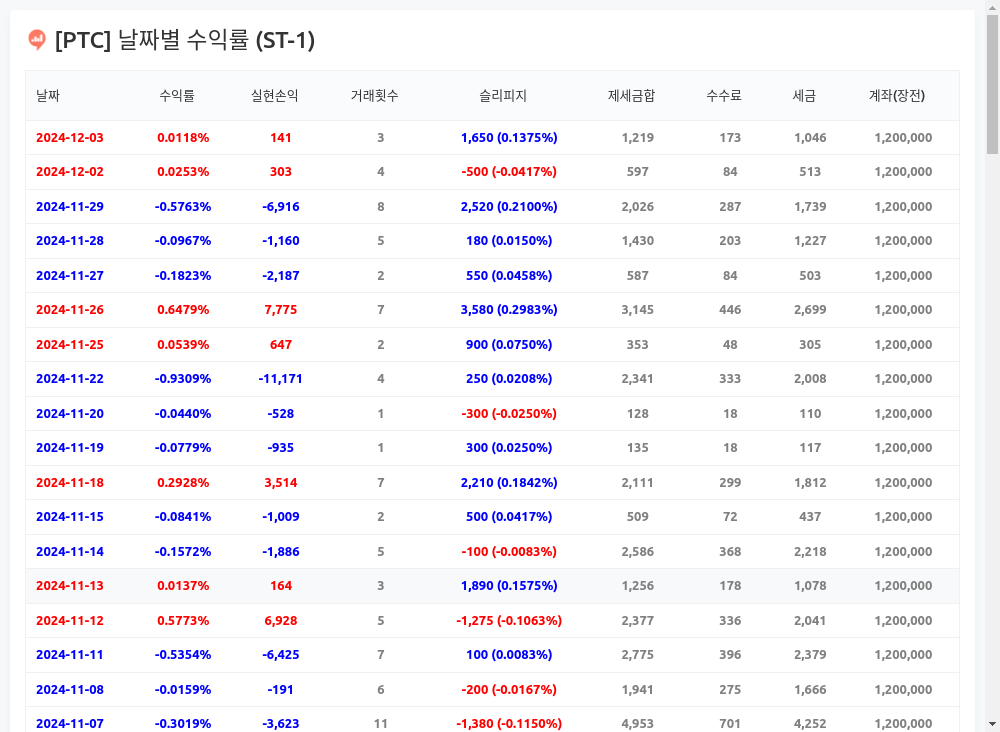 [PTC] 날짜별 수익률 (ST-1)
날짜 수익률 실현손익 거래횟수 슬리피지 제세금합 수수료 세금 계좌(장전)
2024-12-03 0.0118% 141 3 1,650 (0.1375%) 1,219 173 1,046 1,200,000
2024-12-02 0.0253% 303 4 -500 (-0.0417%) 597 84 513 1,200,000
2024-11-29 -0.5763% -6,916 8 2,520 (0.2100%) 2,026 287 1,739 1,200,000
2024-11-28 -0.0967% -1,160 5 180 (0.0150%) 1,430 203 1,227 1,200,000
2024-11-27 -0.1823% -2,187 2 550 (0.0458%) 587 84 503 1,200,000
2024-11-26 0.6479% 7,775 7 3,580 (0.2983%) 3,145 446 2,699 1,200,000
2024-11-25 0.0539% 647 2 900 (0.0750%) 353 48 305 1,200,000
2024-11-22 -0.9309% -11,171 4 250 (0.0208%) 2,341 333 2,008 1,200,000
2024-11-20 -0.0440% -528 1 -300 (-0.0250%) 128 18 110 1,200,000
2024-11-19 -0.0779% -935 1 300 (0.0250%) 135 18 117 1,200,000
2024-11-18 0.2928% 3,514 7 2,210 (0.1842%) 2,111 299 1,812 1,200,000
2024-11-15 -0.0841% -1,009 2 500 (0.0417%) 509 72 437 1,200,000
2024-11-14 -0.1572% -1,886 5 -100 (-0.0083%) 2,586 368 2,218 1,200,000
2024-11-13 0.0137% 164 3 1,890 (0.1575%) 1,256 178 1,078 1,200,000
2024-11-12 0.5773% 6,928 5 -1,275 (-0.1063%) 2,377 336 2,041 1,200,000
2024-11-11 -0.5354% -6,425 7 100 (0.0083%) 2,775 396 2,379 1,200,000
2024-11-08 -0.0159% -191 6 -200 (-0.0167%) 1,941 275 1,666 1,200,000
2024-11-07 -0.3019% -3,623 11 -1,380 (-0.1150%) 4,953 701 4,252 1,200,000